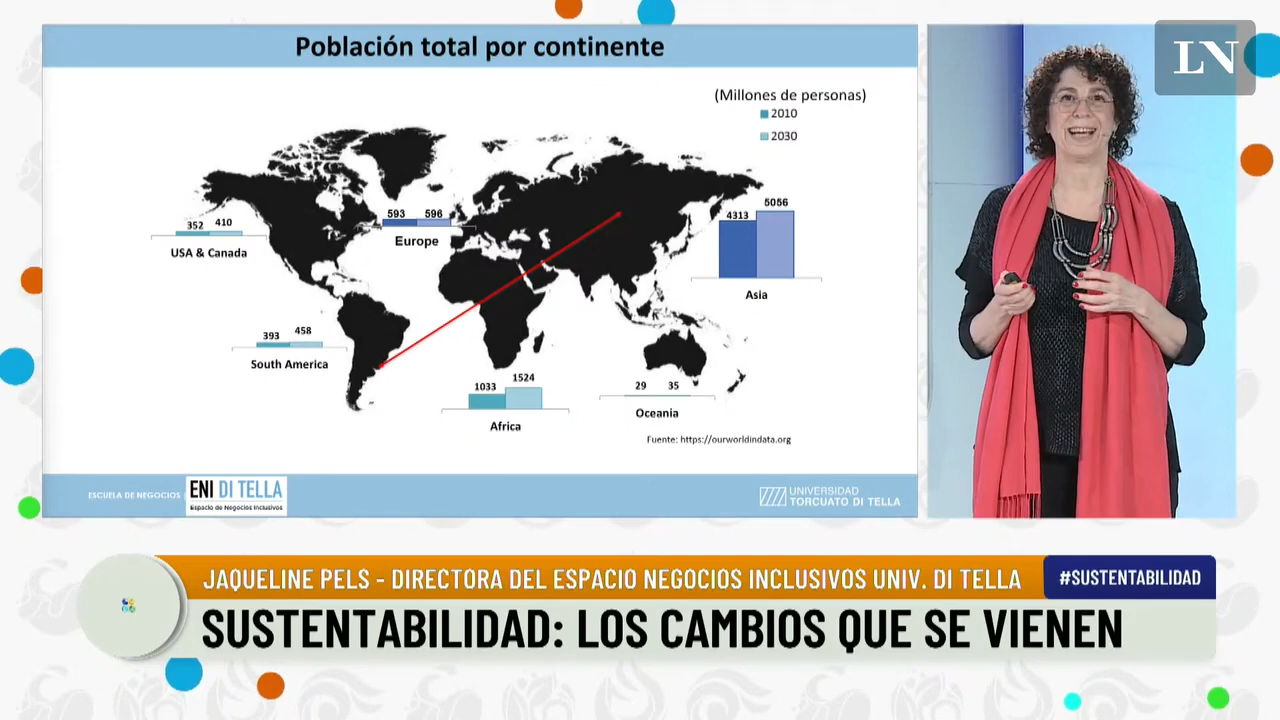 Población total por continente
LN
(Millones de personas)
2010
2030
593 596
Europe
4313 5056
Asia
352 410
USA & Canada
393 458
South America
1033 1524
Africa
29 35
Oceania
Fuente: https://ourworldindata.org
ESCUELA DE NEGOCIOS
ENI DI TELLA
Espacio de Negocios Inclusivos
UNIVERSIDAD
TORCUATO DI TELLA
JAQUELINE PELS - DIRECTORA DEL ESPACIO NEGOCIOS INCLUSIVOS UNIV. DI TELLA
#SUSTENTABILIDAD
SUSTENTABILIDAD: LOS CAMBIOS QUE SE VIENEN